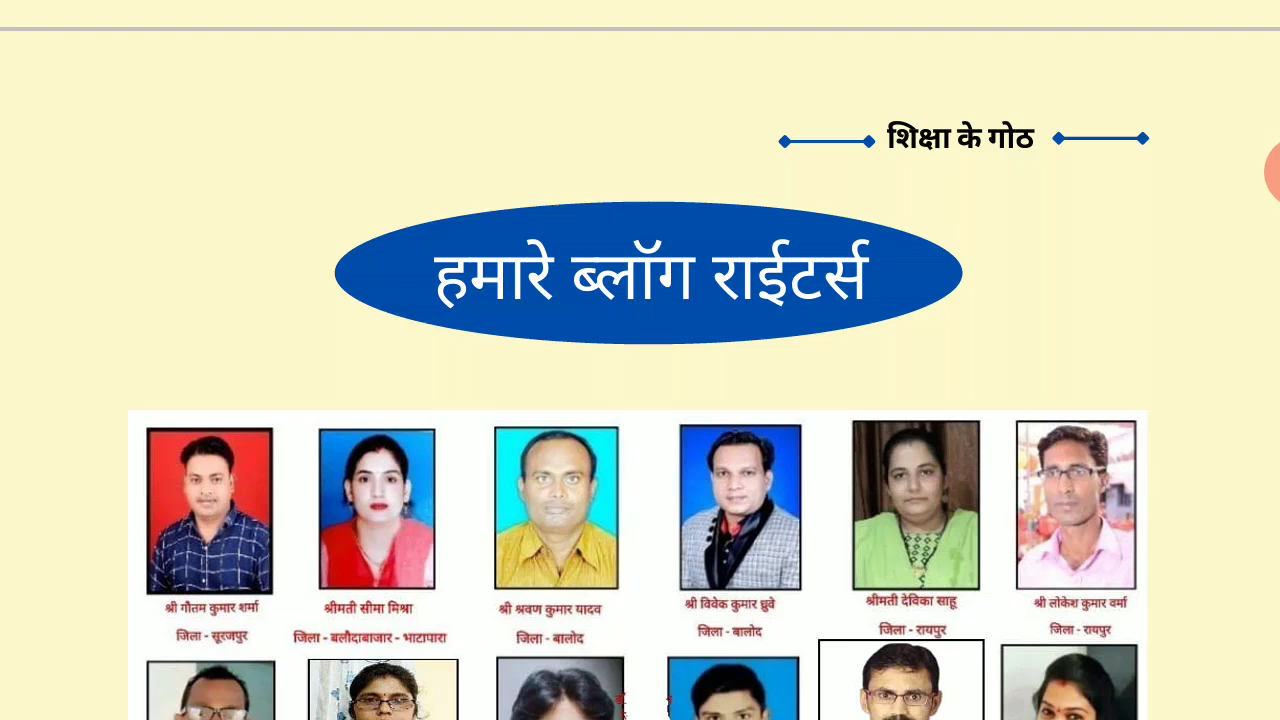 शिक्षा के गोठ
हमारे ब्लॉग राईटर्स
श्री गौतम कुमार शर्मा
जिला - सूरजपुर
श्रीमती सीमा मिश्रा
जिला - बलौदाबाजार - भाटापारा
श्री श्रवण कुमार यादव
जिला - बालोद
श्री विवेक कुमार ध्रुवे
जिला - बालोद
श्रीमती देविका साहू
जिला - रायपुर
श्री लोकेश कुमार वर्मा
जिला - रायपुर